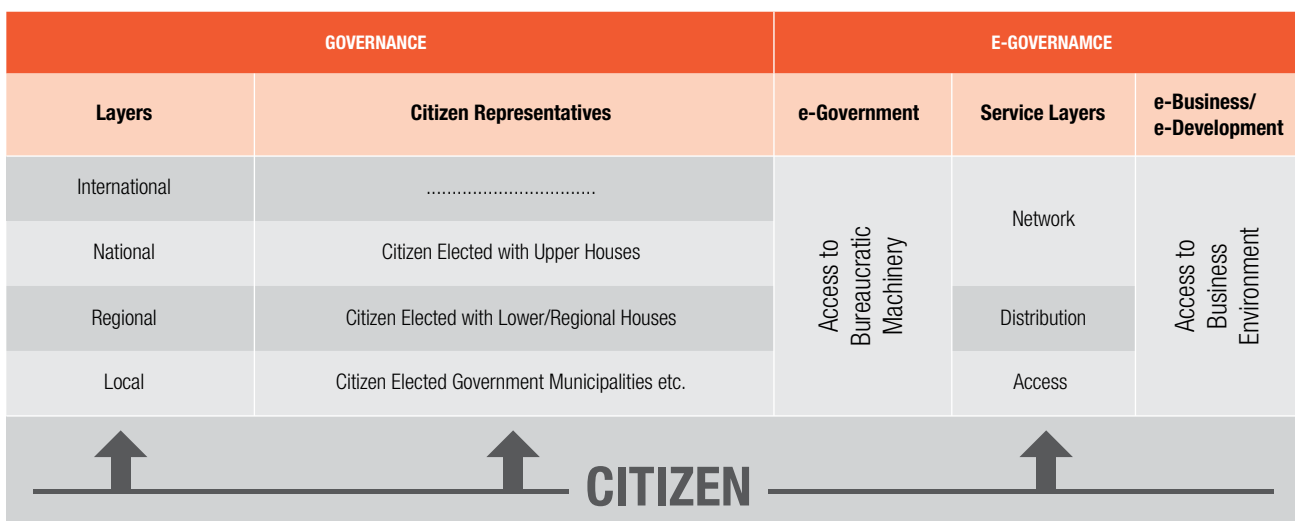 GOVERNANCE
E-GOVERNAMCE
Layers
Citizen Representatives
e-Government
Service Layers
e-Business/
e-Development
International
.................................
National
Citizen Elected with Upper Houses
Regional
Citizen Elected with Lower/Regional Houses
Local
Citizen Elected Government Municipalities etc.
Access to
Bureaucratic
Machinery
Network
Distribution
Access
Access to
Business
Environment
CITIZEN